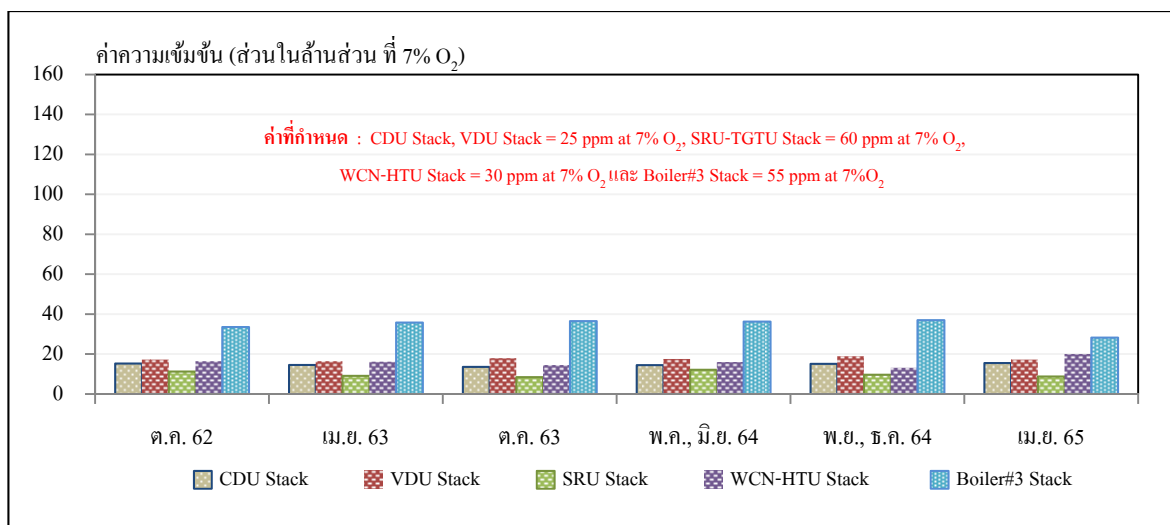 ค่าความเข้มข้น (ส่วนในล้านส่วน ที่ 7% O₂)
160
140
120
100
80
60
40
20
0
ค่าที่กำหนด : CDU Stack, VDU Stack = 25 ppm at 7% O₂, SRU-TGTU Stack = 60 ppm at 7% O₂,
WCN-HTU Stack = 30 ppm at 7% O₂ และ Boiler#3 Stack = 55 ppm at 7%O₂
ต.ค. 62 เม.ย. 63 ต.ค. 63 พ.ค., มิ.ย. 64 พ.ย., ธ.ค. 64 เม.ย. 65
CDU Stack VDU Stack SRU Stack WCN-HTU Stack Boiler#3 Stack